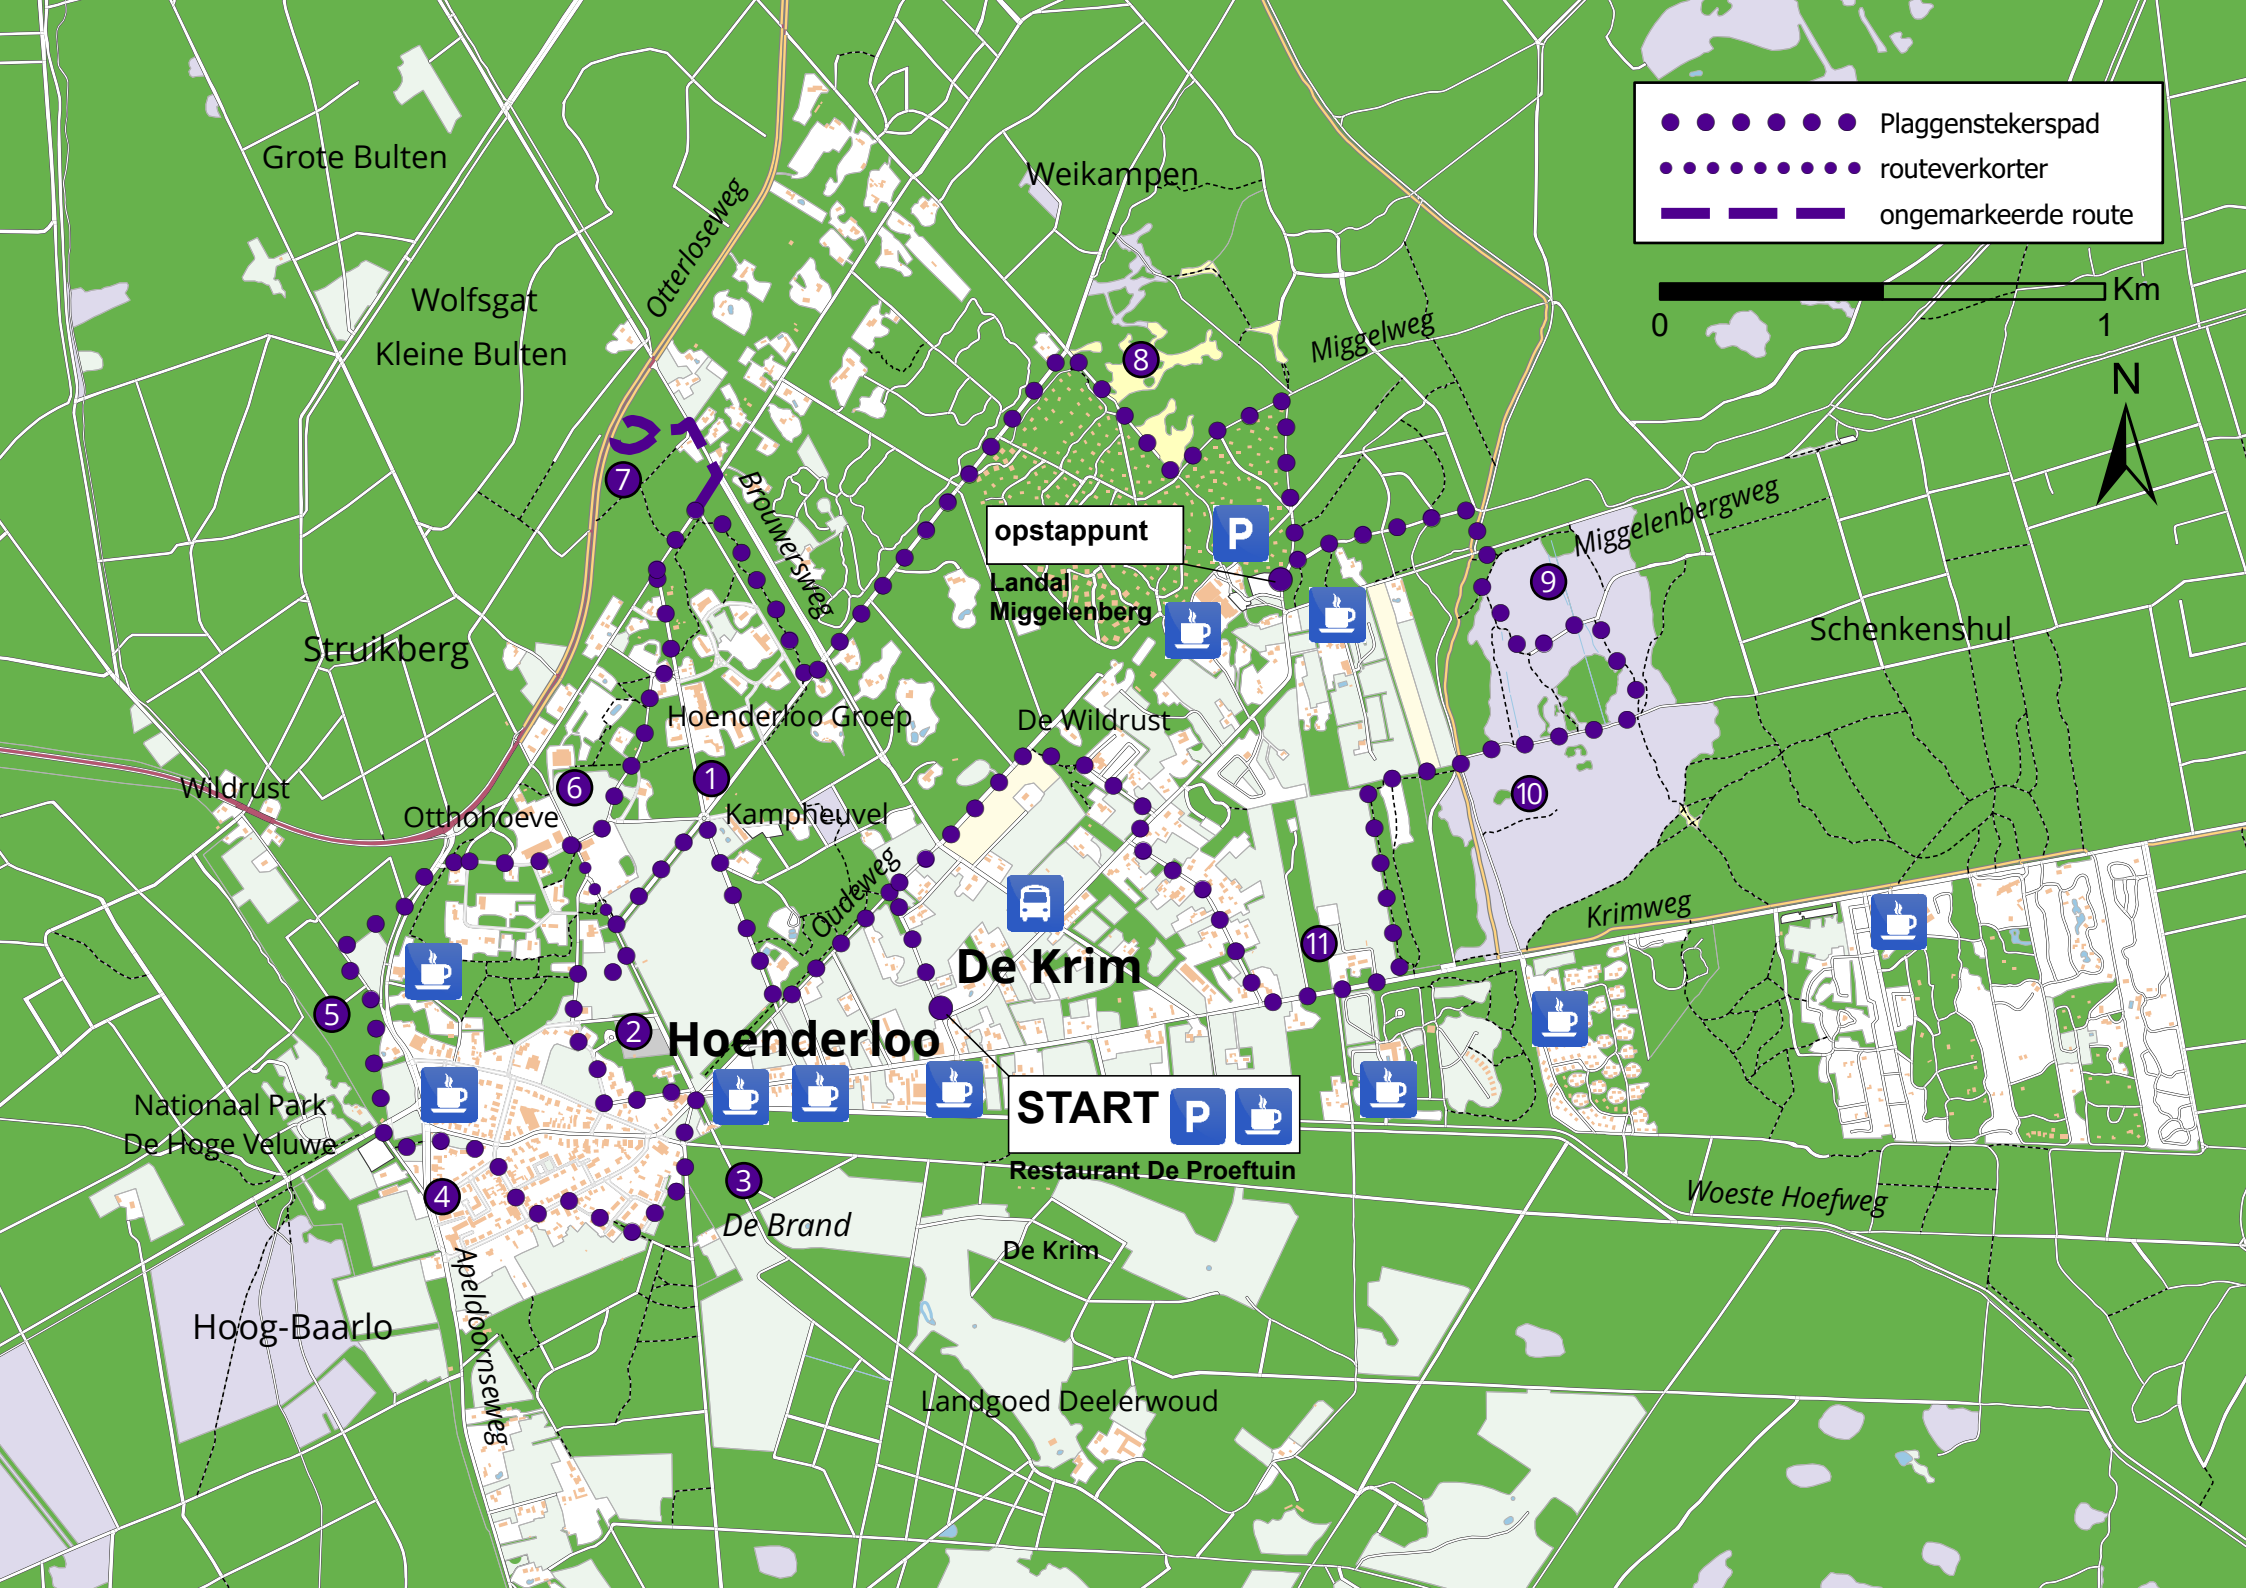 Plaggenstekerspad
routeverkorter
ongemarkeerde route
Km
0
1
N
Grote Bulten
Weikampen
Otterloseweg
Wolfsgat
Kleine Bulten
Miggelweg
8
7
Brouwersweg
opstappunt
P
Landal
Miggelenberg
Miggelenbergweg
9
Schenkenshul
Struikberg
Hoenderloo Groep
De Wildrust
Wildrust
6
1
10
Otthohoeve
Kampheuvel
Oudeweg
Krimweg
11
De Krim
5
2
Hoenderloo
Nationaal Park
De Hoge Veluwe
START P
Restaurant De Proeftuin
4
3
De Brand
De Krim
Woeste Hoefweg
Apeldoornseweg
Hoog-Baarlo
Landgoed Deelerwoud